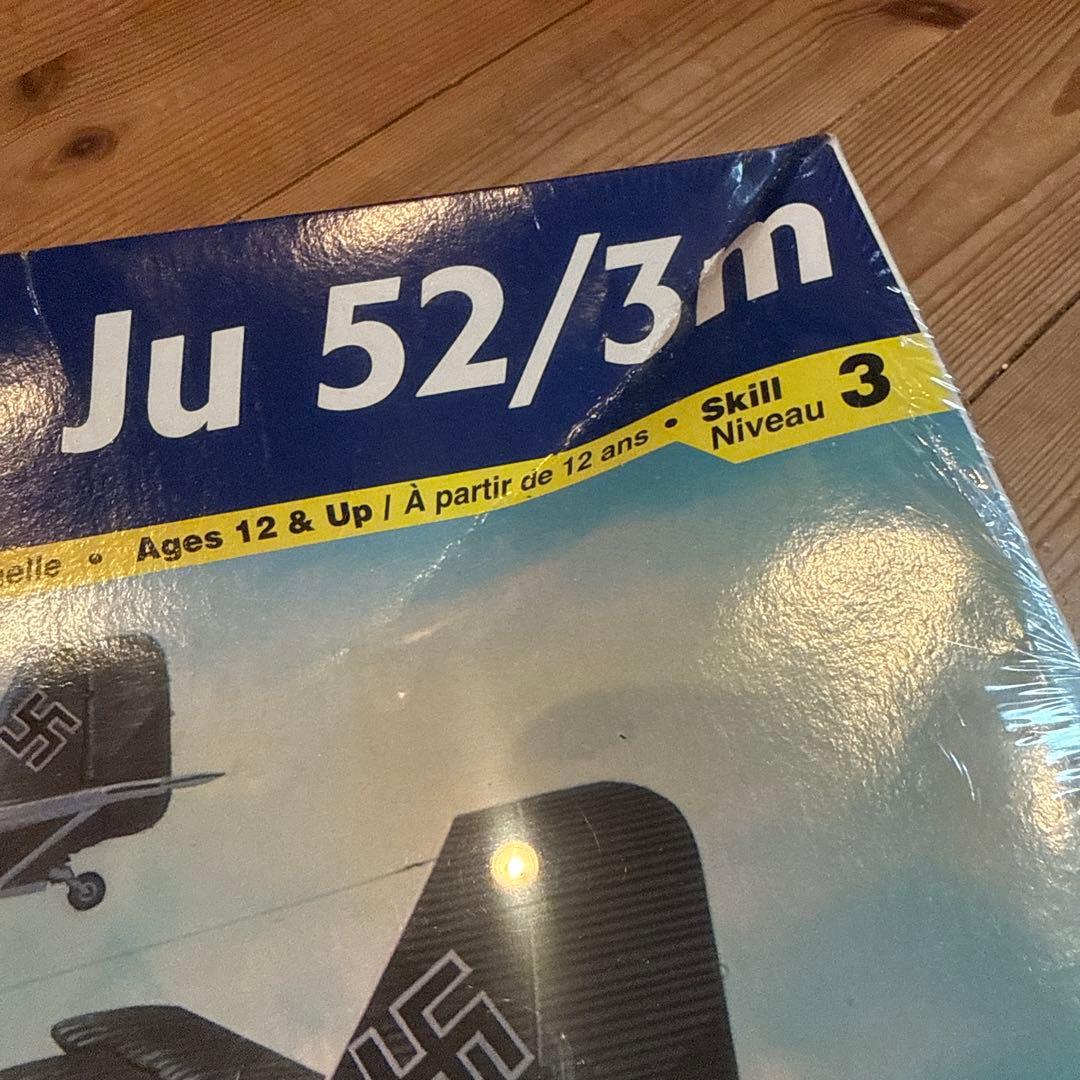 Ju 52/3m
Skill 3
Niveau
• Ages 12 & Up / À partir de 12 ans •